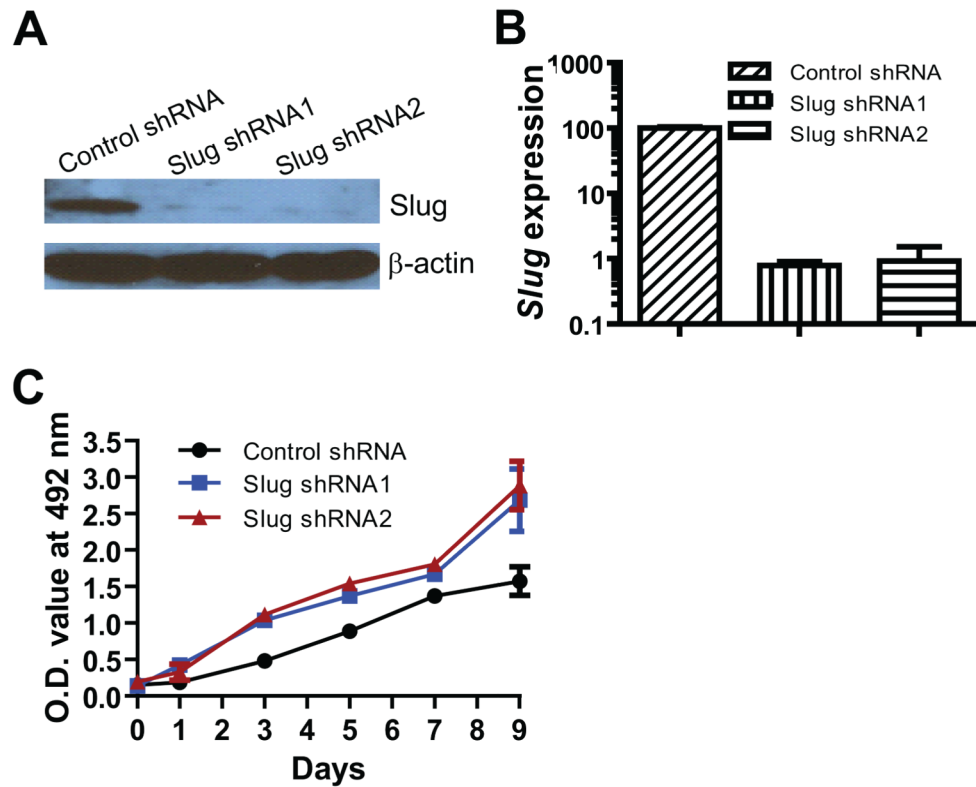 A
Control shRNA
Slug shRNA1
Slug shRNA2
Slug
β-actin
B
Slug expression
1000
100
10
1
0.1
Control shRNA
Slug shRNA1
Slug shRNA2
C
O.D. value at 492 nm
3.5
3.0
2.5
2.0
1.5
1.0
0.5
0.0
Control shRNA
Slug shRNA1
Slug shRNA2
0 1 2 3 4 5 6 7 8 9
Days